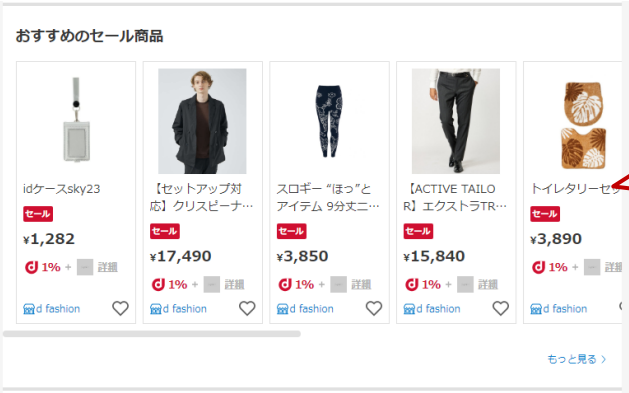 おすすめのセール商品
idケースsky23
セール
¥1,282
1% +
詳細
d fashion
【セットアップ対
応】クリスピーナ…
セール
¥17,490
1% +
詳細
d fashion
スロギー “ほっ”と
アイテム 9分丈ニ…
セール
¥3,850
1% +
詳細
d fashion
【ACTIVE TAILO
R】エクストラTR…
セール
¥15,840
1% +
詳細
d fashion
トイレタリーセッ
セール
¥3,890
1% +
詳細
d fashion
もっと見る >